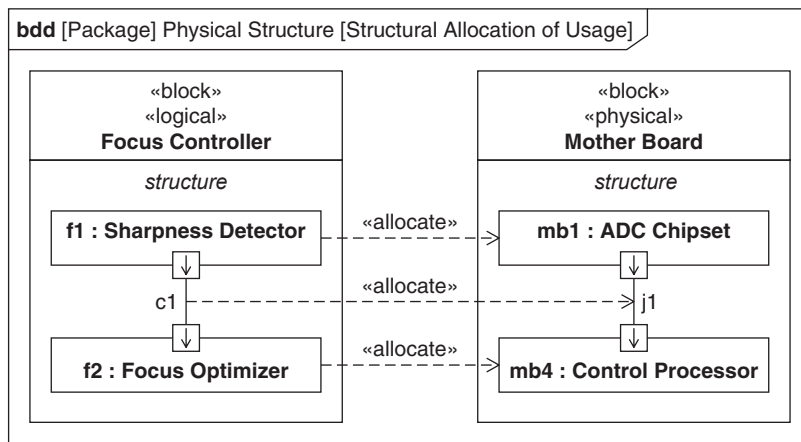 bdd [Package] Physical Structure [Structural Allocation of Usage]
«block»
«logical»
Focus Controller
structure
f1 : Sharpness Detector
c1
f2 : Focus Optimizer
«allocate»
«allocate»
«allocate»
«block»
«physical»
Mother Board
structure
mb1 : ADC Chipset
j1
mb4 : Control Processor